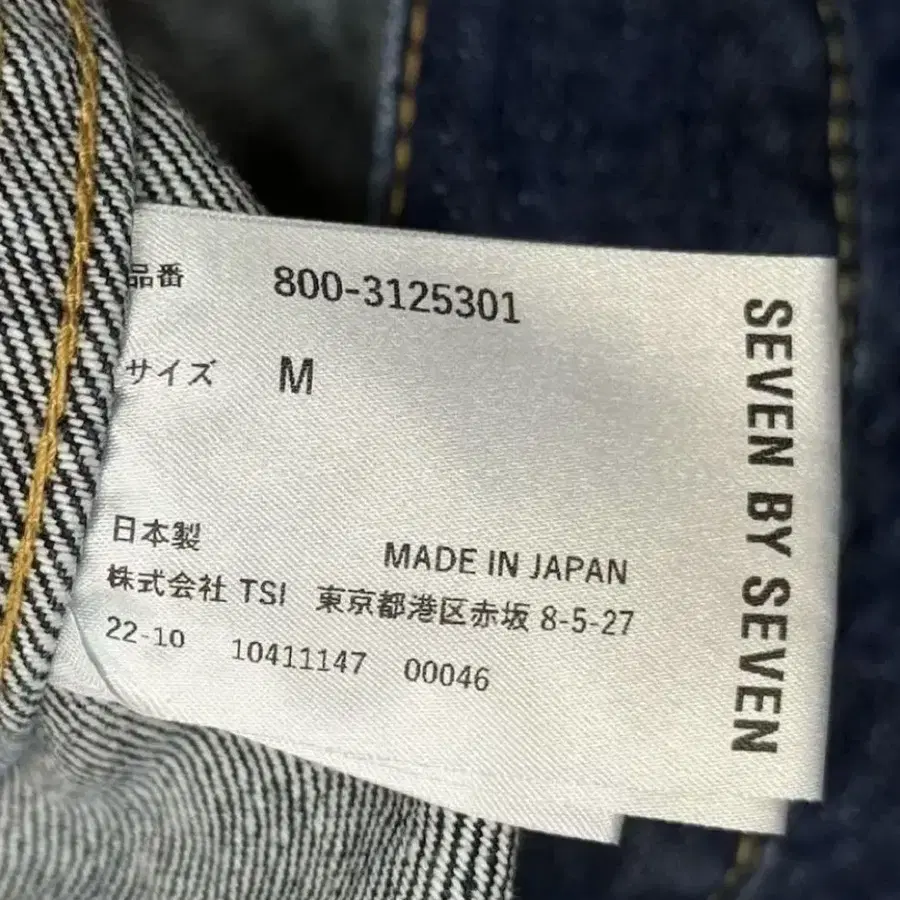 品番 800-3125301
サイズ M
日本製 MADE IN JAPAN
株式会社 TSI 東京都港区赤坂 8-5-27
22-10 10411147 00046
SEVEN BY SEVEN